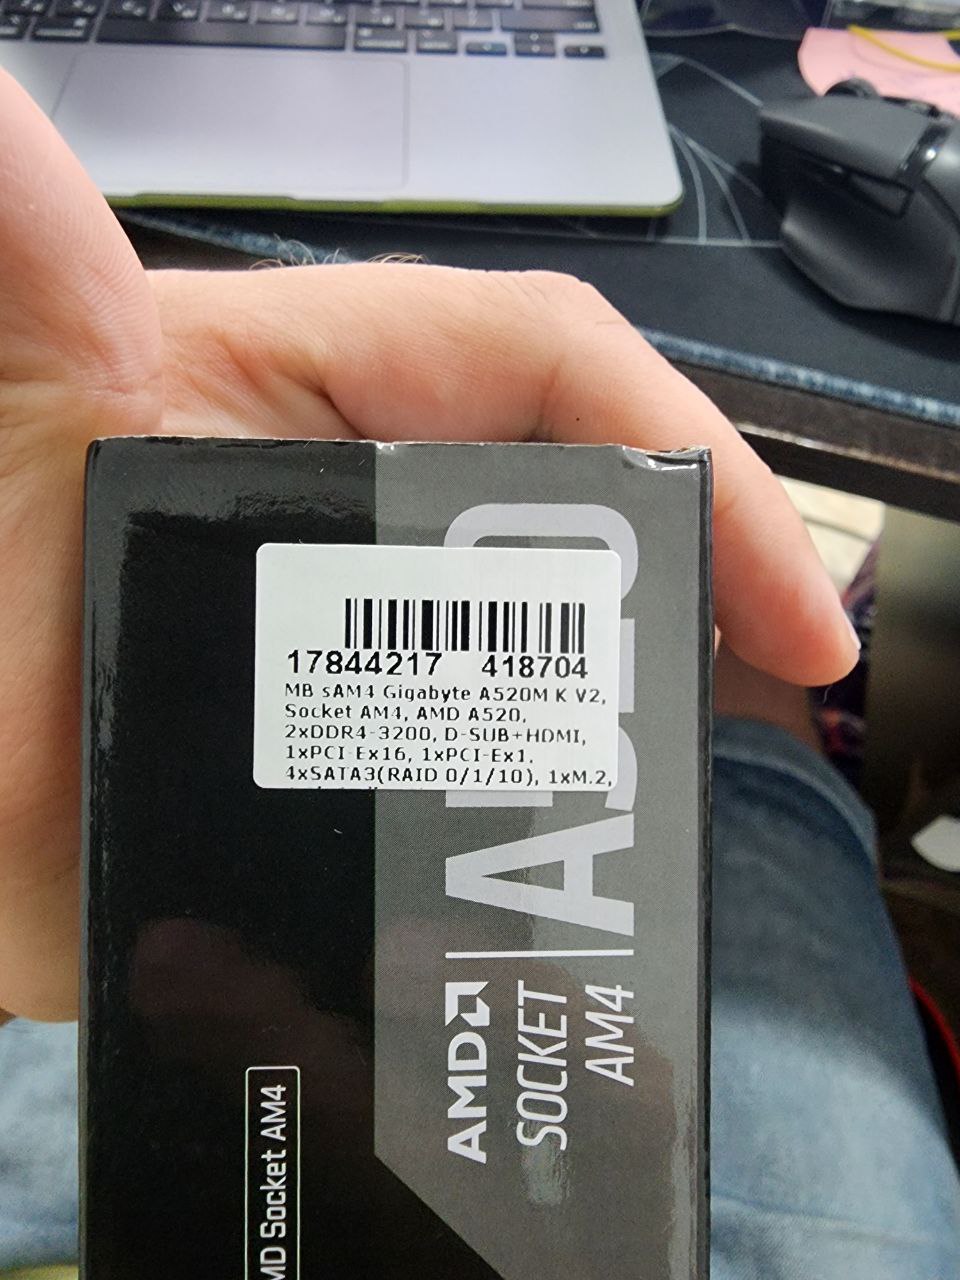 17844217 418704
MB sAM4 Gigabyte A520M K V2,
Socket AM4, AMD A520,
2xDDR4-3200, D-SUB+HDMI,
1xPCI-Ex16, 1xPCI-Ex1,
4xSATA3(RAID 0/1/10), 1xM.2,
AMD
SOCKET
AM4
MD Socket AM4